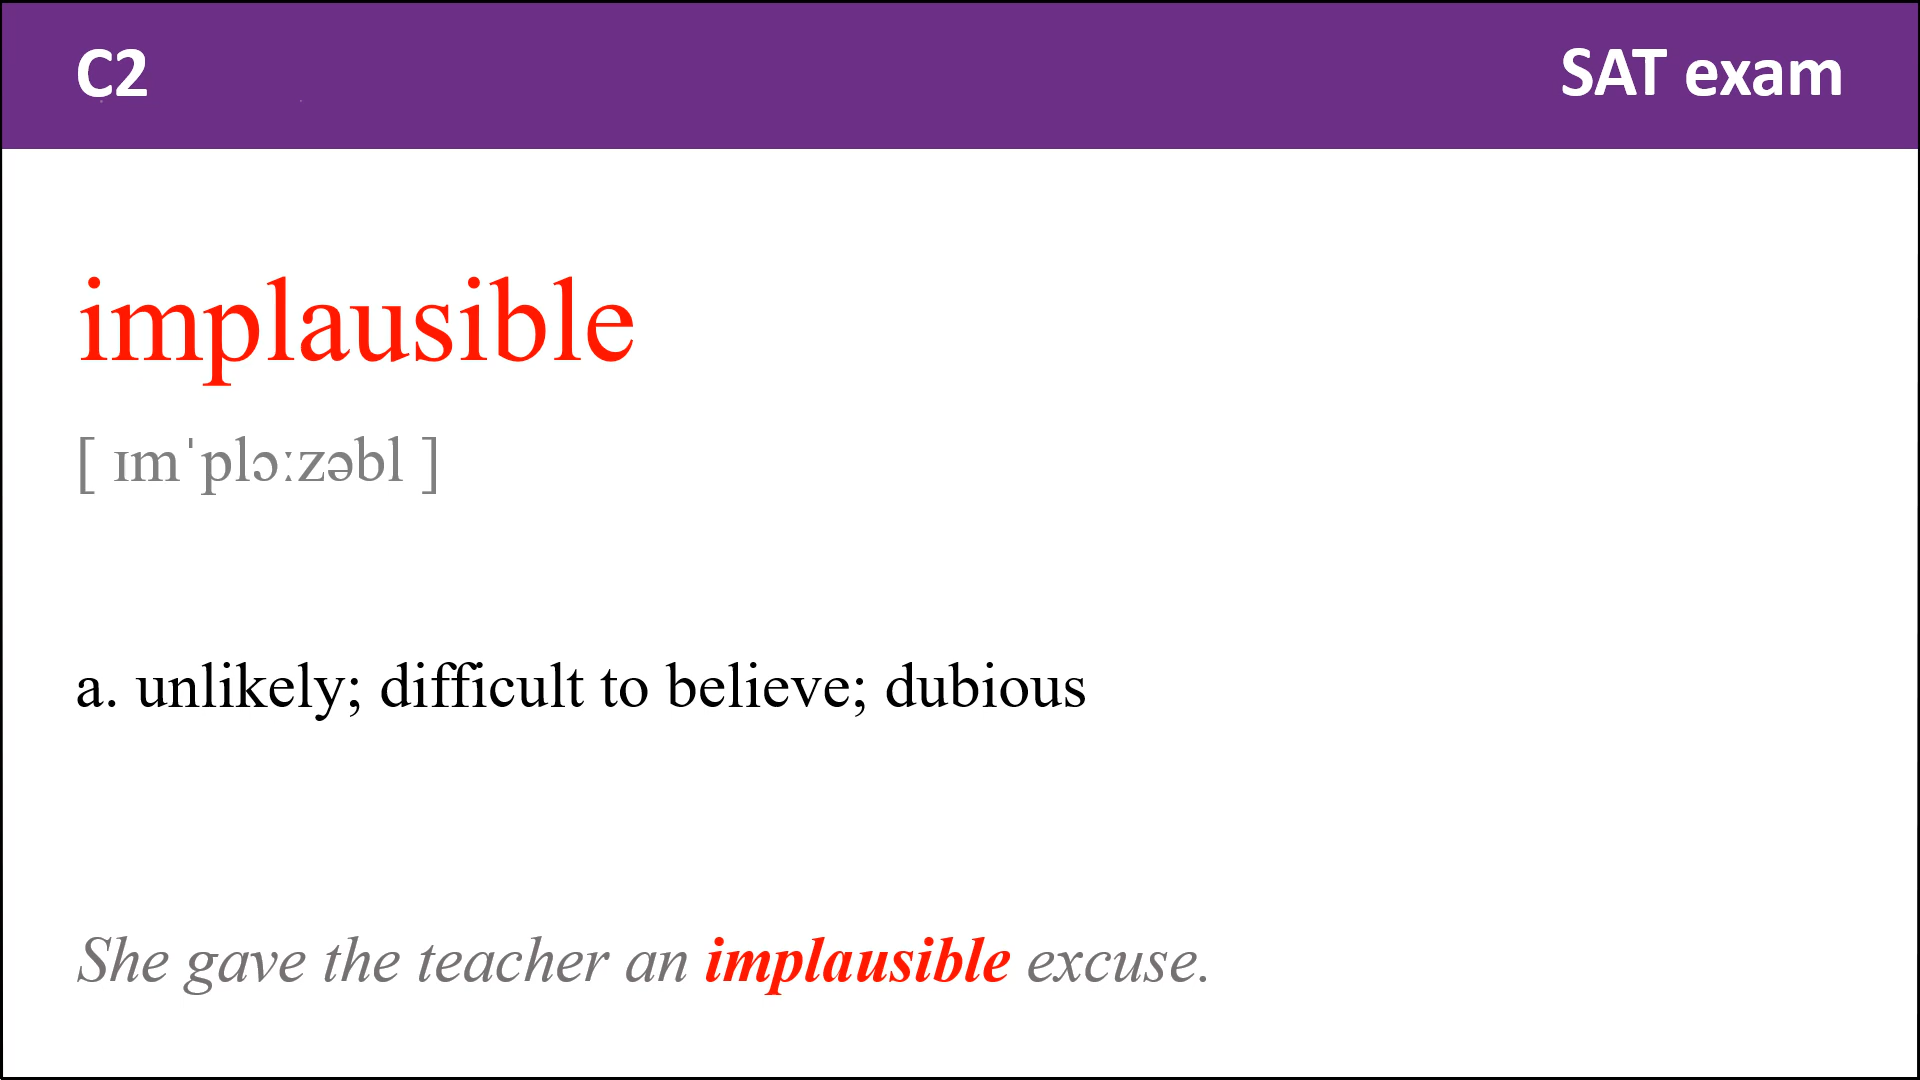 C2 SAT exam
implausible
[ ɪmˈplɔːzəbl ]
a. unlikely; difficult to believe; dubious
She gave the teacher an implausible excuse.